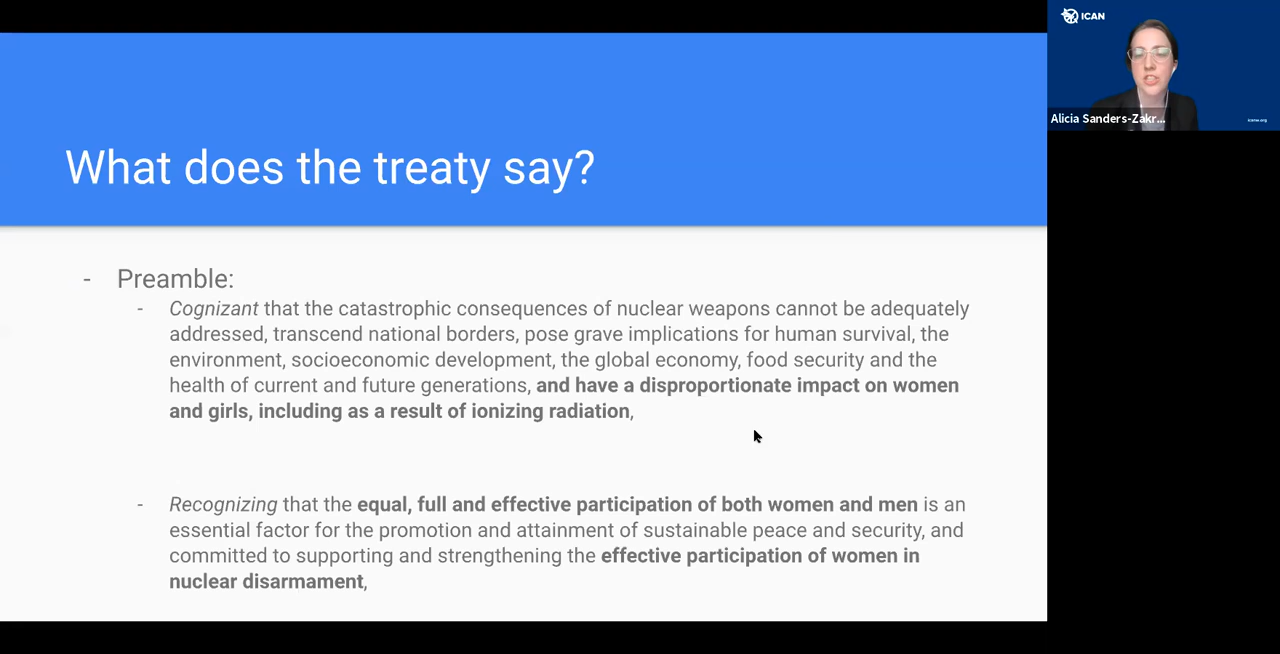 What does the treaty say?
- Preamble:
- Cognizant that the catastrophic consequences of nuclear weapons cannot be adequately
addressed, transcend national borders, pose grave implications for human survival, the
environment, socioeconomic development, the global economy, food security and the
health of current and future generations, and have a disproportionate impact on women
and girls, including as a result of ionizing radiation,
- Recognizing that the equal, full and effective participation of both women and men is an
essential factor for the promotion and attainment of sustainable peace and security, and
committed to supporting and strengthening the effective participation of women in
nuclear disarmament,
ICAN
Alicia Sanders-Zakr...